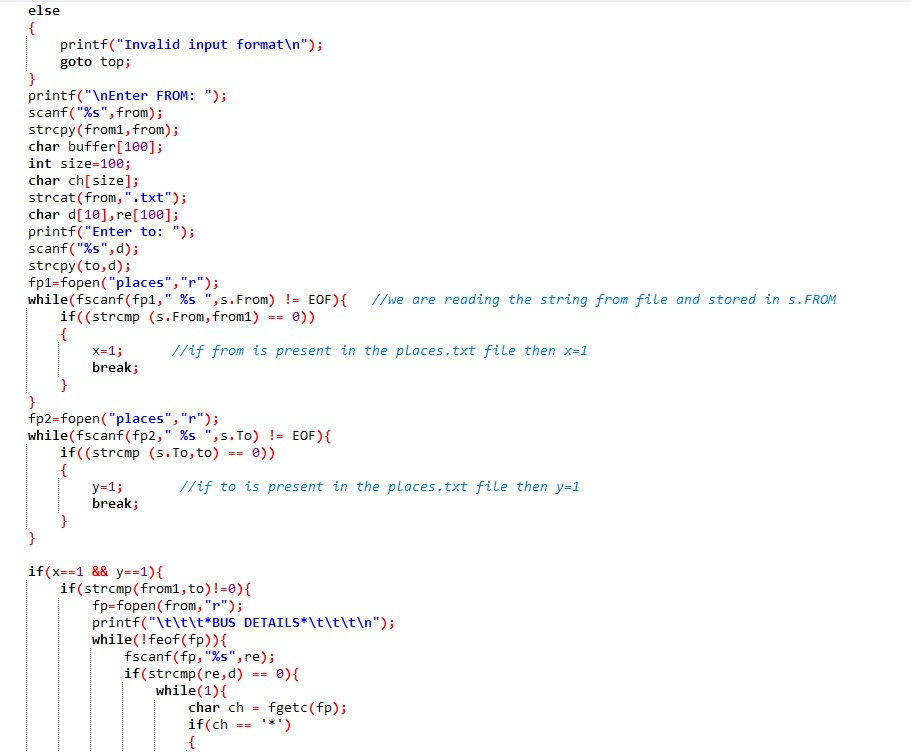 else
{
printf("Invalid input format\n");
goto top;
}
printf("\nEnter FROM: ");
scanf("%s",from);
strcpy(from1,from);
char buffer[100];
int size=100;
char ch[size];
strcat(from,".txt");
char d[10],re[100];
printf("Enter to: ");
scanf("%s",d);
strcpy(to,d);
fp1=fopen("places","r");
while(fscanf(fp1," %s ",s.From) != EOF){   //we are reading the string from file and stored in s.FROM
if((strcmp (s.From,from1) == 0))
{
x=1;      //if from is present in the places.txt file then x=1
break;
}
}
fp2=fopen("places","r");
while(fscanf(fp2," %s ",s.To) != EOF){
if((strcmp (s.To,to) == 0))
{
y=1;       //if to is present in the places.txt file then y=1
break;
}
}
if(x==1 && y==1){
if(strcmp(from1,to)!=0){
fp=fopen(from,"r");
printf("\t\t\t*BUS DETAILS*\t\t\t\n");
while(!feof(fp)){
fscanf(fp,"%s",re);
if(strcmp(re,d) == 0){
while(1){
char ch = fgetc(fp);
if(ch == '*')
{